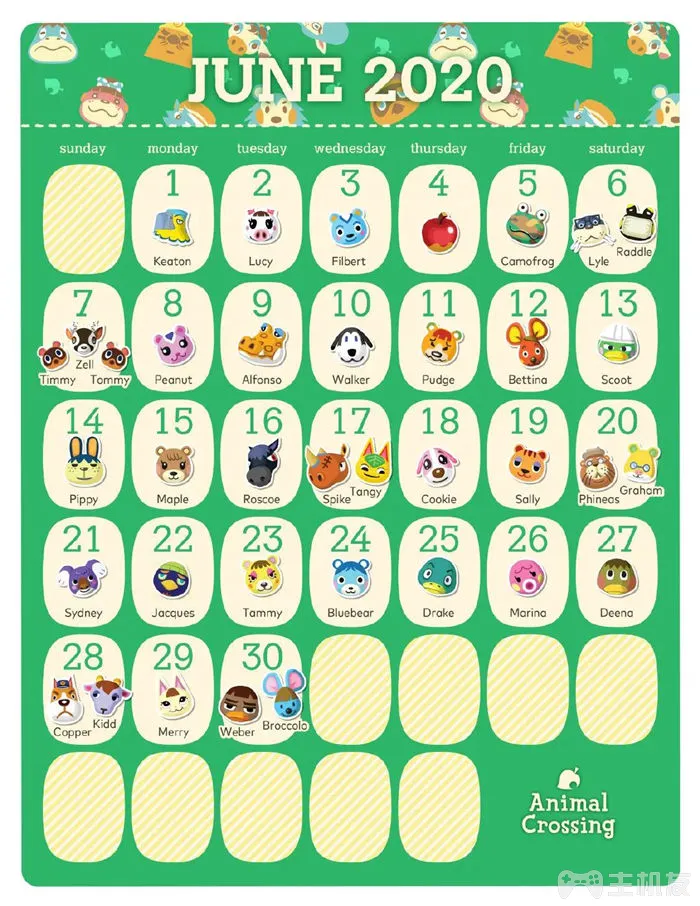 JUNE 2020
sunday monday tuesday wednesday thursday friday saturday
1 2 3 4 5 6
Keaton Lucy Filbert Camofrog Lyle Raddle
7 8 9 10 11 12 13
Timmy Zell Tommy Peanut Alfonso Walker Pudge Bettina Scoot
14 15 16 17 18 19 20
Pippy Maple Roscoe Spike Tangy Cookie Sally Phineas Graham
21 22 23 24 25 26 27
Sydney Jacques Tammy Bluebear Drake Marina Deena
28 29 30
Copper Kidd Merry Weber Broccolo
Animal
Crossing
主机友